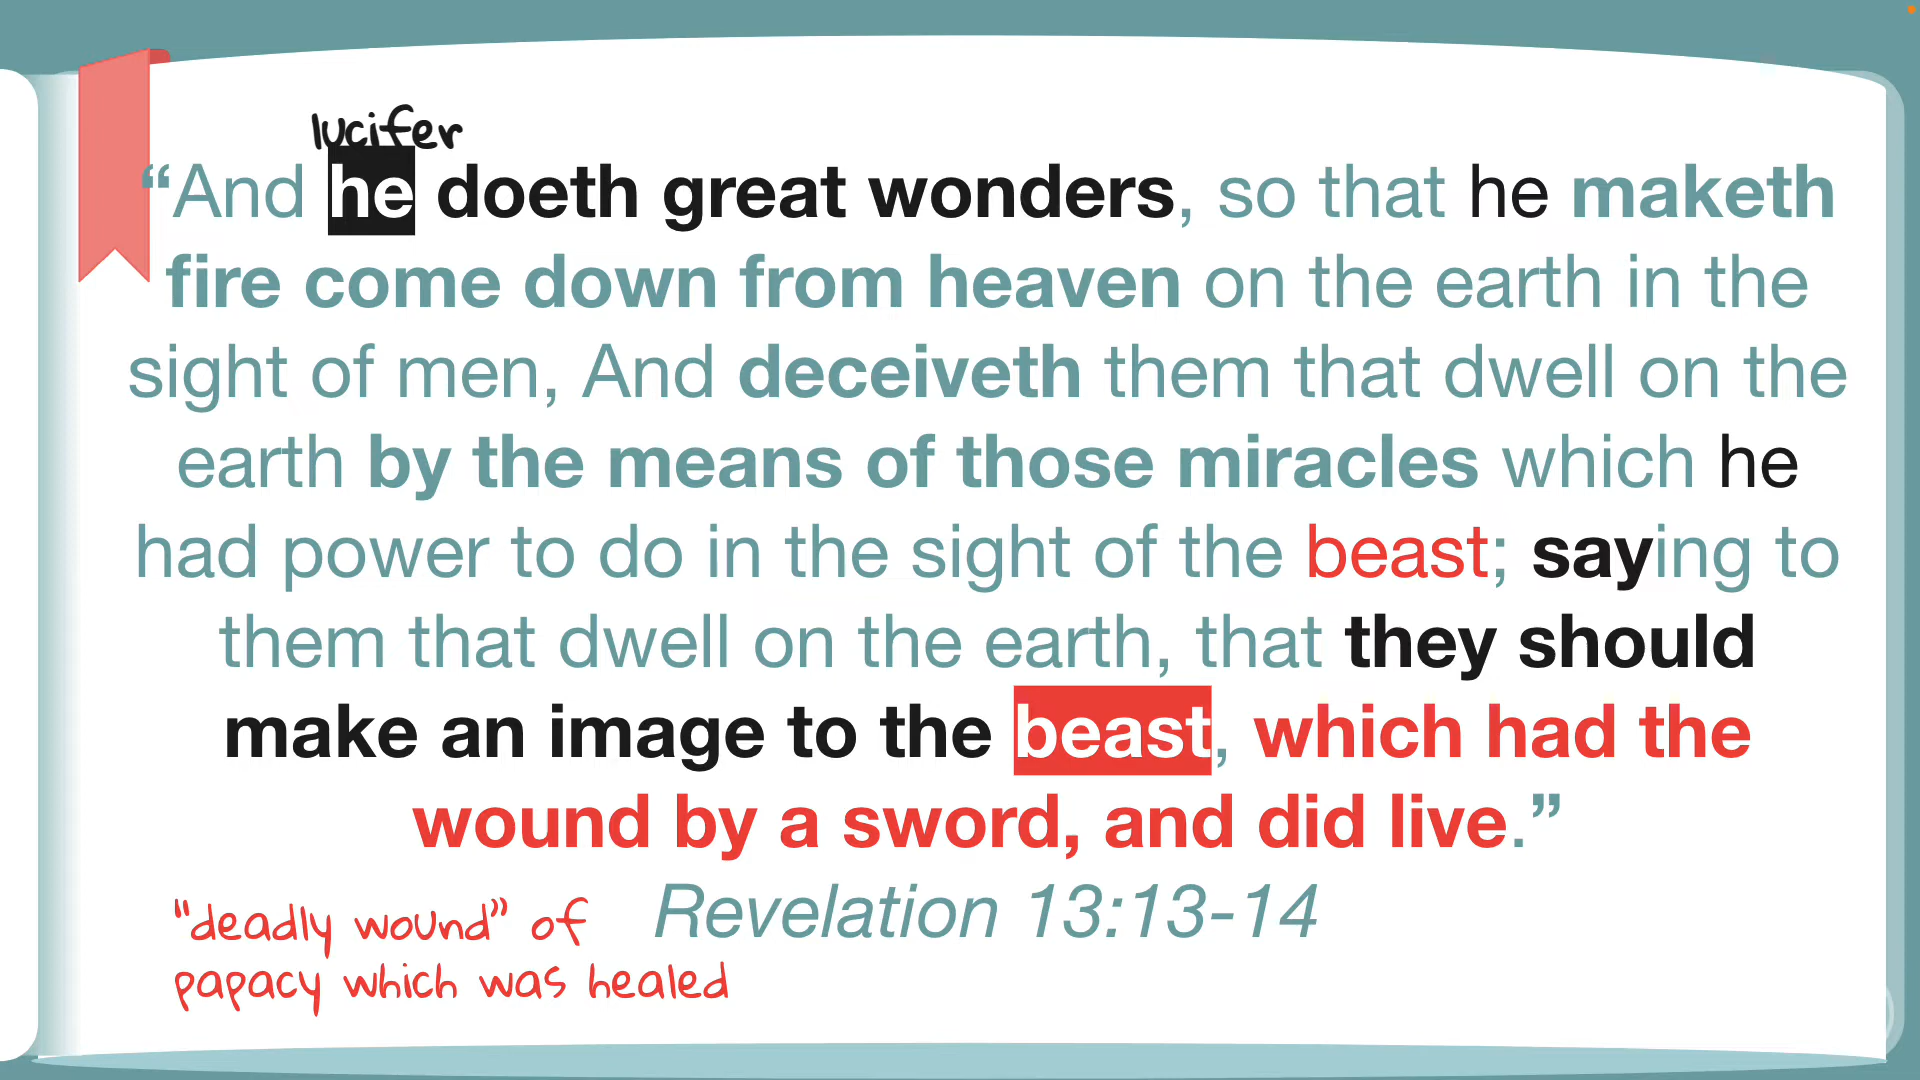 lucifer
“And he doeth great wonders, so that he maketh
fire come down from heaven on the earth in the
sight of men, And deceiveth them that dwell on the
earth by the means of those miracles which he
had power to do in the sight of the beast; saying to
them that dwell on the earth, that they should
make an image to the beast, which had the
wound by a sword, and did live.”
Revelation 13:13-14
“deadly wound” of
papacy which was healed